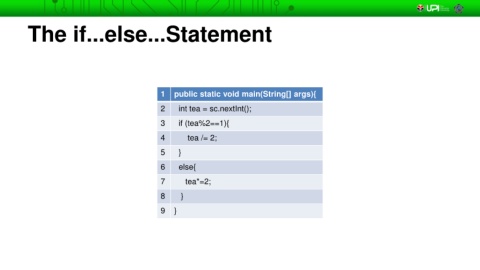 UPI
The if...else...Statement
1 public static void main(String[] args){
2 int tea = sc.nextInt();
3 if (tea%2==1){
4 tea /= 2;
5 }
6 else{
7 tea*=2;
8 }
9 }